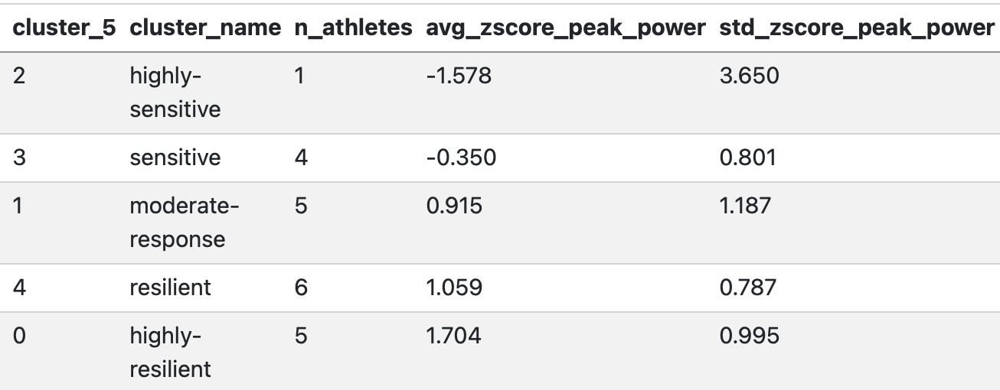 cluster_5 cluster_name n_athletes avg_zscore_peak_power std_zscore_peak_power
2 highly- 1 -1.578 3.650
sensitive
3 sensitive 4 -0.350 0.801
1 moderate- 5 0.915 1.187
response
4 resilient 6 1.059 0.787
0 highly- 5 1.704 0.995
resilient